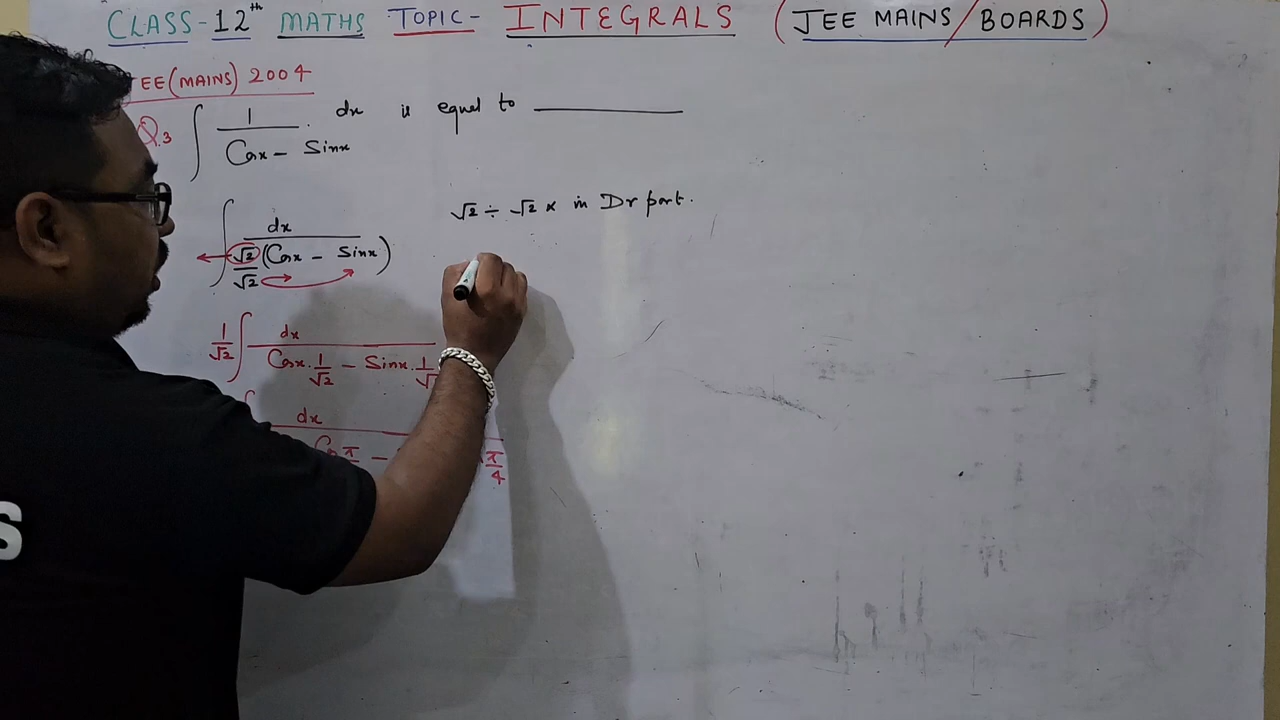 CLASS-12th MATHS TOPIC- INTEGRALS (JEE MAINS/BOARDS)
EE(MAINS) 2004
Q.3 ∫ 1 / (Cosx - Sinx) dx is equal to ________
∫ dx / (√2/√2 (Cosx - Sinx))
√2 ÷ √2 x in Dr part.
1/√2 ∫ dx / (Cosx. 1/√2 - Sinx. 1/√
∫ dx / Cos π - π/4
S